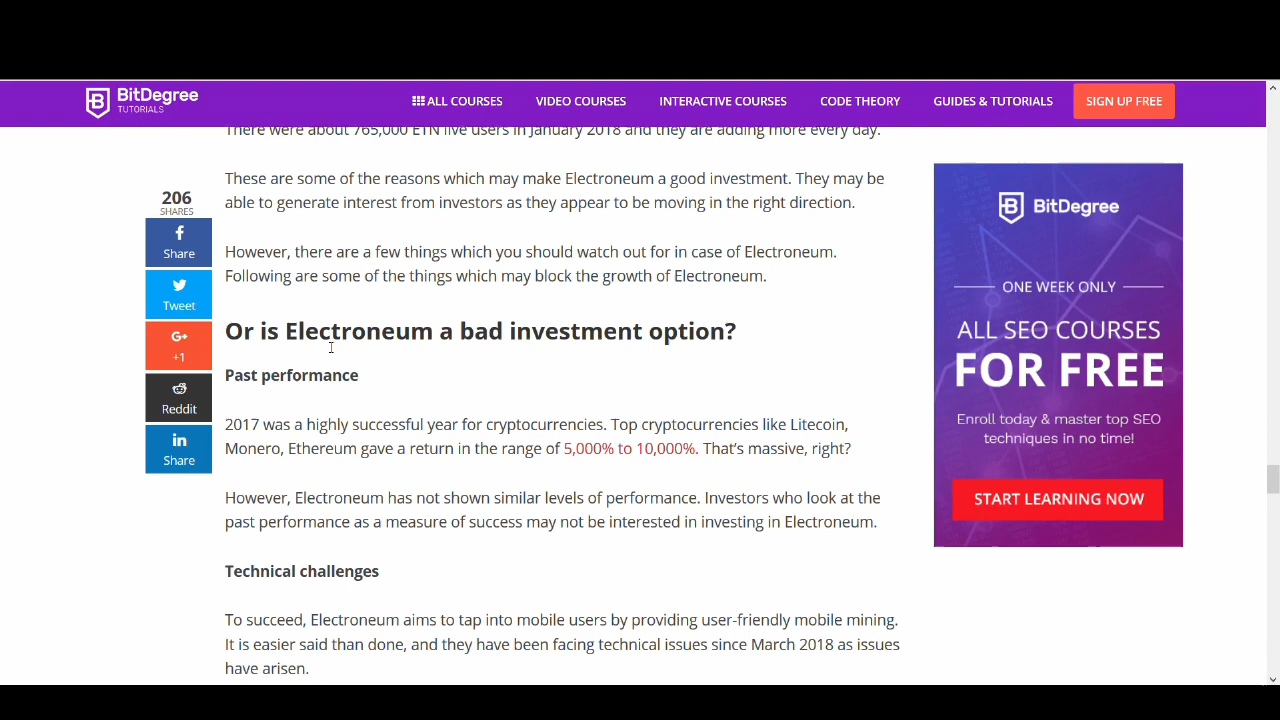 BitDegree
TUTORIALS
ALL COURSES
VIDEO COURSES
INTERACTIVE COURSES
CODE THEORY
GUIDES & TUTORIALS
SIGN UP FREE
There were about 765,000 ETN live users in January 2018 and they are adding more every day.
These are some of the reasons which may make Electroneum a good investment. They may be
able to generate interest from investors as they appear to be moving in the right direction.
However, there are a few things which you should watch out for in case of Electroneum.
Following are some of the things which may block the growth of Electroneum.
Or is Electroneum a bad investment option?
Past performance
2017 was a highly successful year for cryptocurrencies. Top cryptocurrencies like Litecoin,
Monero, Ethereum gave a return in the range of 5,000% to 10,000%. That's massive, right?
However, Electroneum has not shown similar levels of performance. Investors who look at the
past performance as a measure of success may not be interested in investing in Electroneum.
Technical challenges
To succeed, Electroneum aims to tap into mobile users by providing user-friendly mobile mining.
It is easier said than done, and they have been facing technical issues since March 2018 as issues
have arisen.
206
SHARES
Share
Tweet
G+
+1
Reddit
in
Share
BitDegree
ONE WEEK ONLY
ALL SEO COURSES
FOR FREE
Enroll today & master top SEO
techniques in no time!
START LEARNING NOW